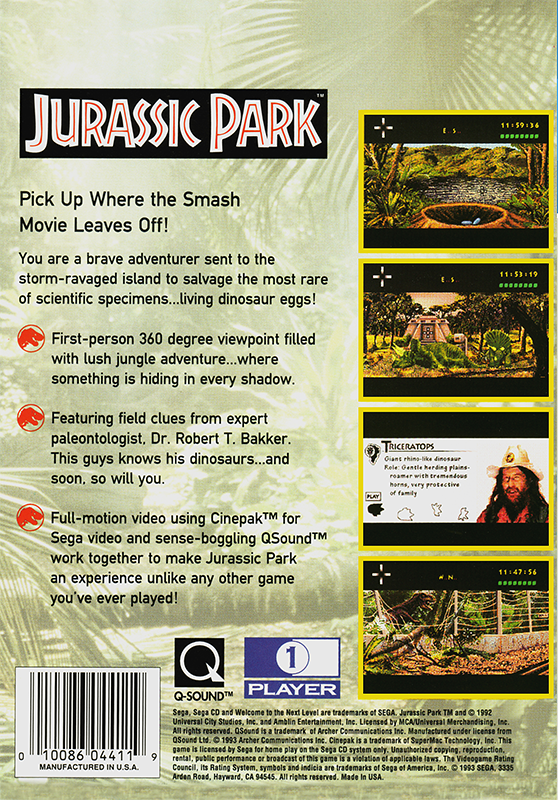 JURASSIC PARK™
Pick Up Where the Smash
Movie Leaves Off!
You are a brave adventurer sent to the
storm-ravaged island to salvage the most rare
of scientific specimens...living dinosaur eggs!
First-person 360 degree viewpoint filled
with lush jungle adventure...where
something is hiding in every shadow.
Featuring field clues from expert
paleontologist, Dr. Robert T. Bakker.
This guys knows his dinosaurs...and
soon, so will you.
Full-motion video using Cinepak™ for
Sega video and sense-boggling QSound™
work together to make Jurassic Park
an experience unlike any other game
you've ever played!
E...S...
11:59:36
E...S...
11:53:19
TRICERATOPS
Giant rhino-like dinosaur
Role: Gentle herding plains-
roamer with tremendous
horns, very protective
of family
PLAY
N...
11:47:56
Q-SOUND™
1
PLAYER
0 10086 04411 9
MANUFACTURED IN U.S.A.
Sega, Sega CD and Welcome to the Next Level are trademarks of SEGA. Jurassic Park TM and © 1992
Universal City Studios, Inc. and Amblin Entertainment, Inc. Licensed by MCA/Universal Merchandising, Inc.
All rights reserved. QSound is a trademark of Archer Communications Inc. Manufactured under license from
QSound Ltd. © 1993 Archer Communications Inc. Cinepak is a trademark of SuperMac Technology, Inc. This
game is licensed by Sega for home play on the Sega CD system only. Unauthorized copying, reproduction,
rental, public performance or broadcast of this game is a violation of applicable laws. The Videogame Rating
Council, its Rating System, symbols and indicia are trademarks of Sega of America, Inc. © 1993 SEGA, 3335
Arden Road, Hayward, CA 94545. All rights reserved. Made In USA.